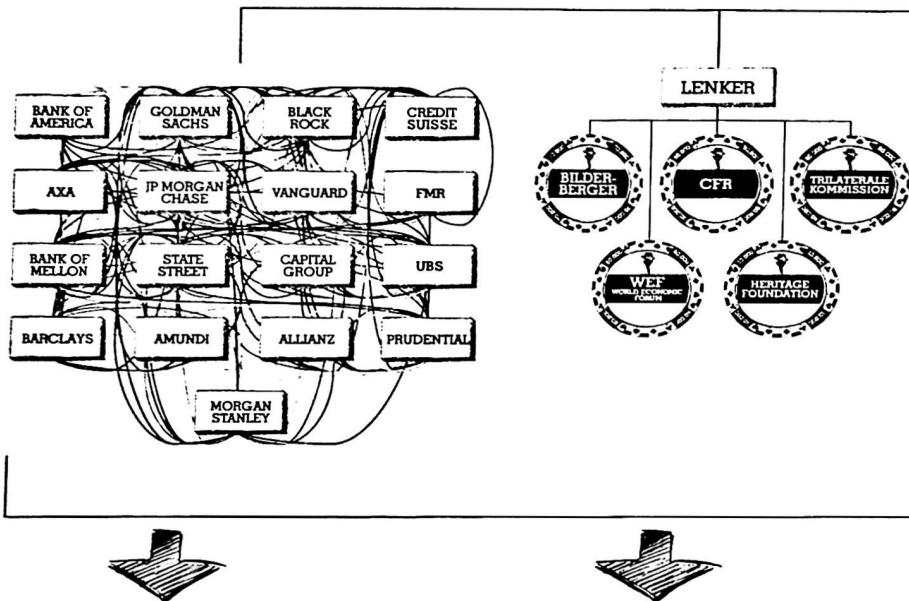 LENKER
BANK OF
AMERICA
GOLDMAN
SACHS
BLACK
ROCK
CREDIT
SUISSE
AXA
JP MORGAN
CHASE
VANGUARD
FMR
BANK OF
MELLON
STATE
STREET
CAPITAL
GROUP
UBS
BARCLAYS
AMUNDI
ALLIANZ
PRUDENTIAL
MORGAN
STANLEY
BILDER-
BERGER
CFR
TRILATERALE
KOMMISSION
WEF
WORLD ECONOMIC
FORUM
HERITAGE
FOUNDATION